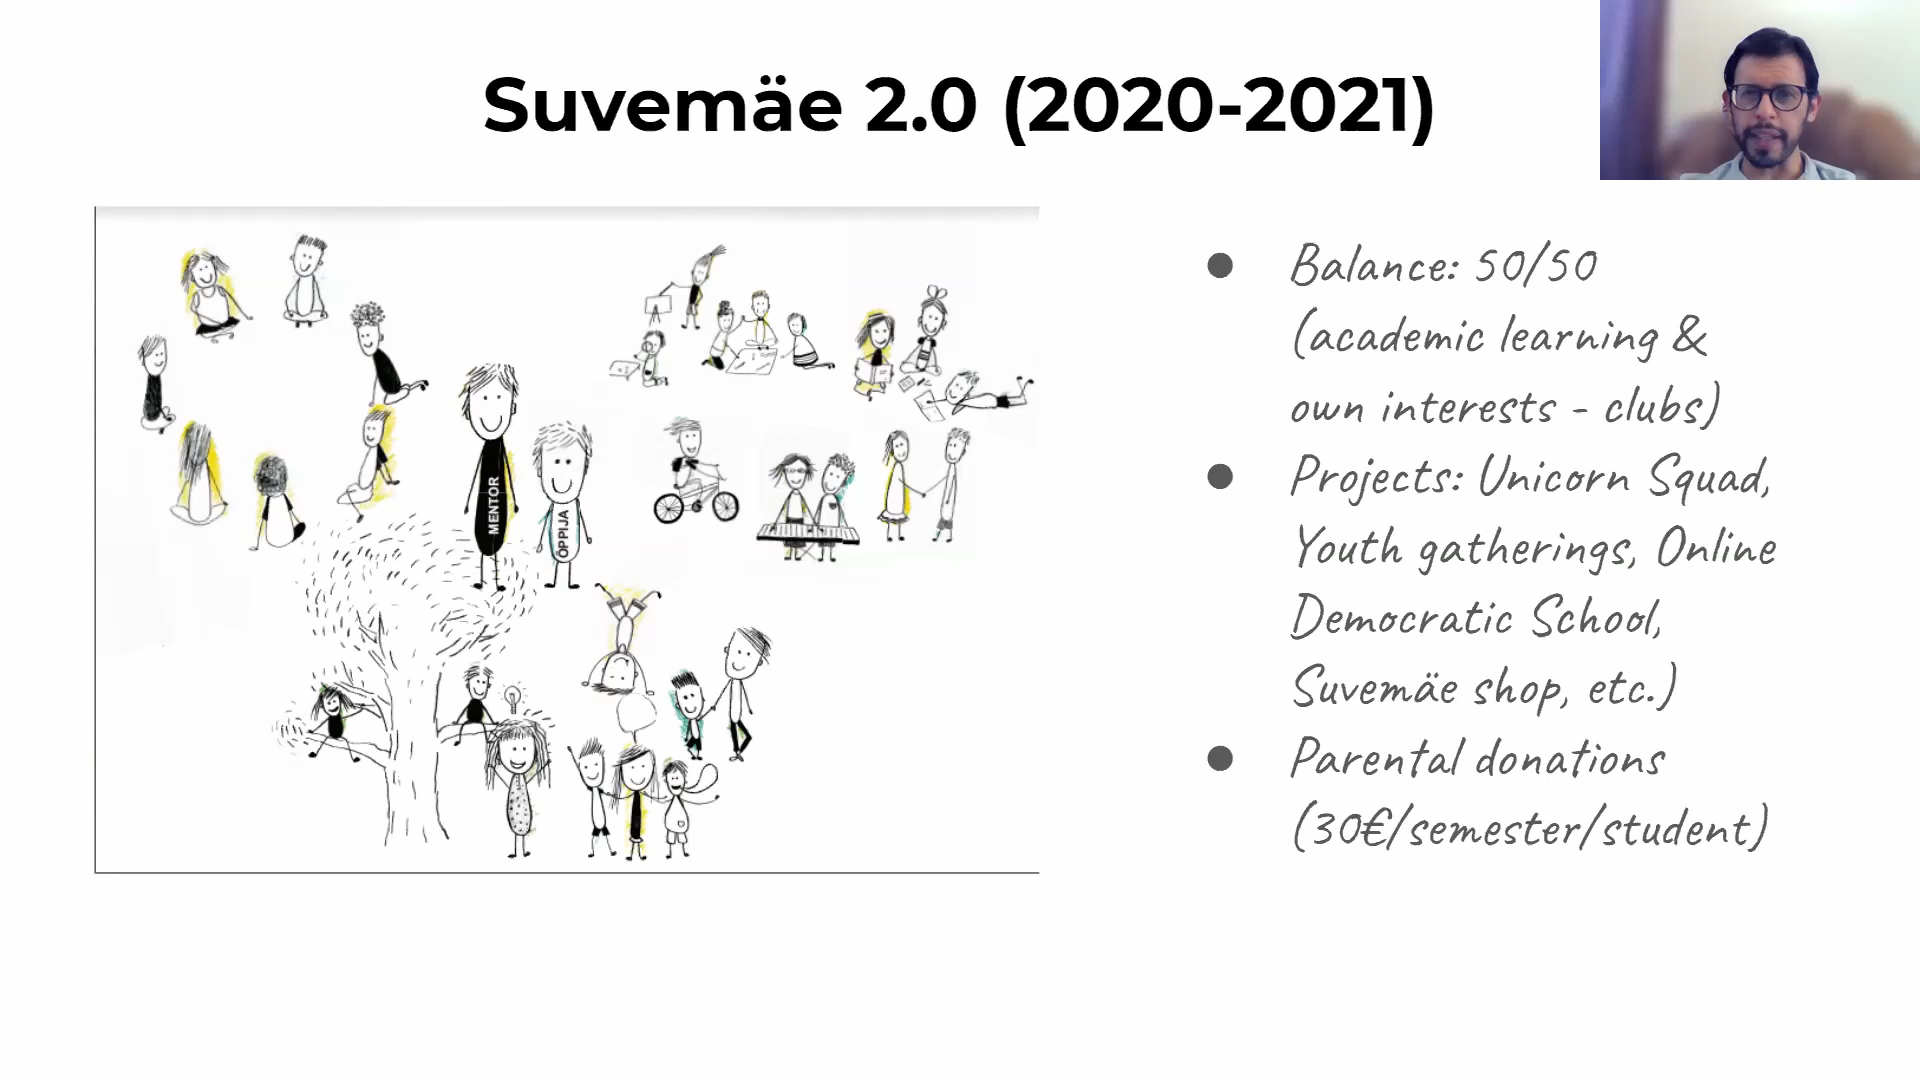 Suvemäe 2.0 (2020-2021)
MENTOR
ÕPPIJA
● Balance: 50/50
(academic learning &
own interests - clubs)
● Projects: Unicorn Squad,
Youth gatherings, Online
Democratic School,
Suvemäe shop, etc.)
● Parental donations
(30€/semester/student)